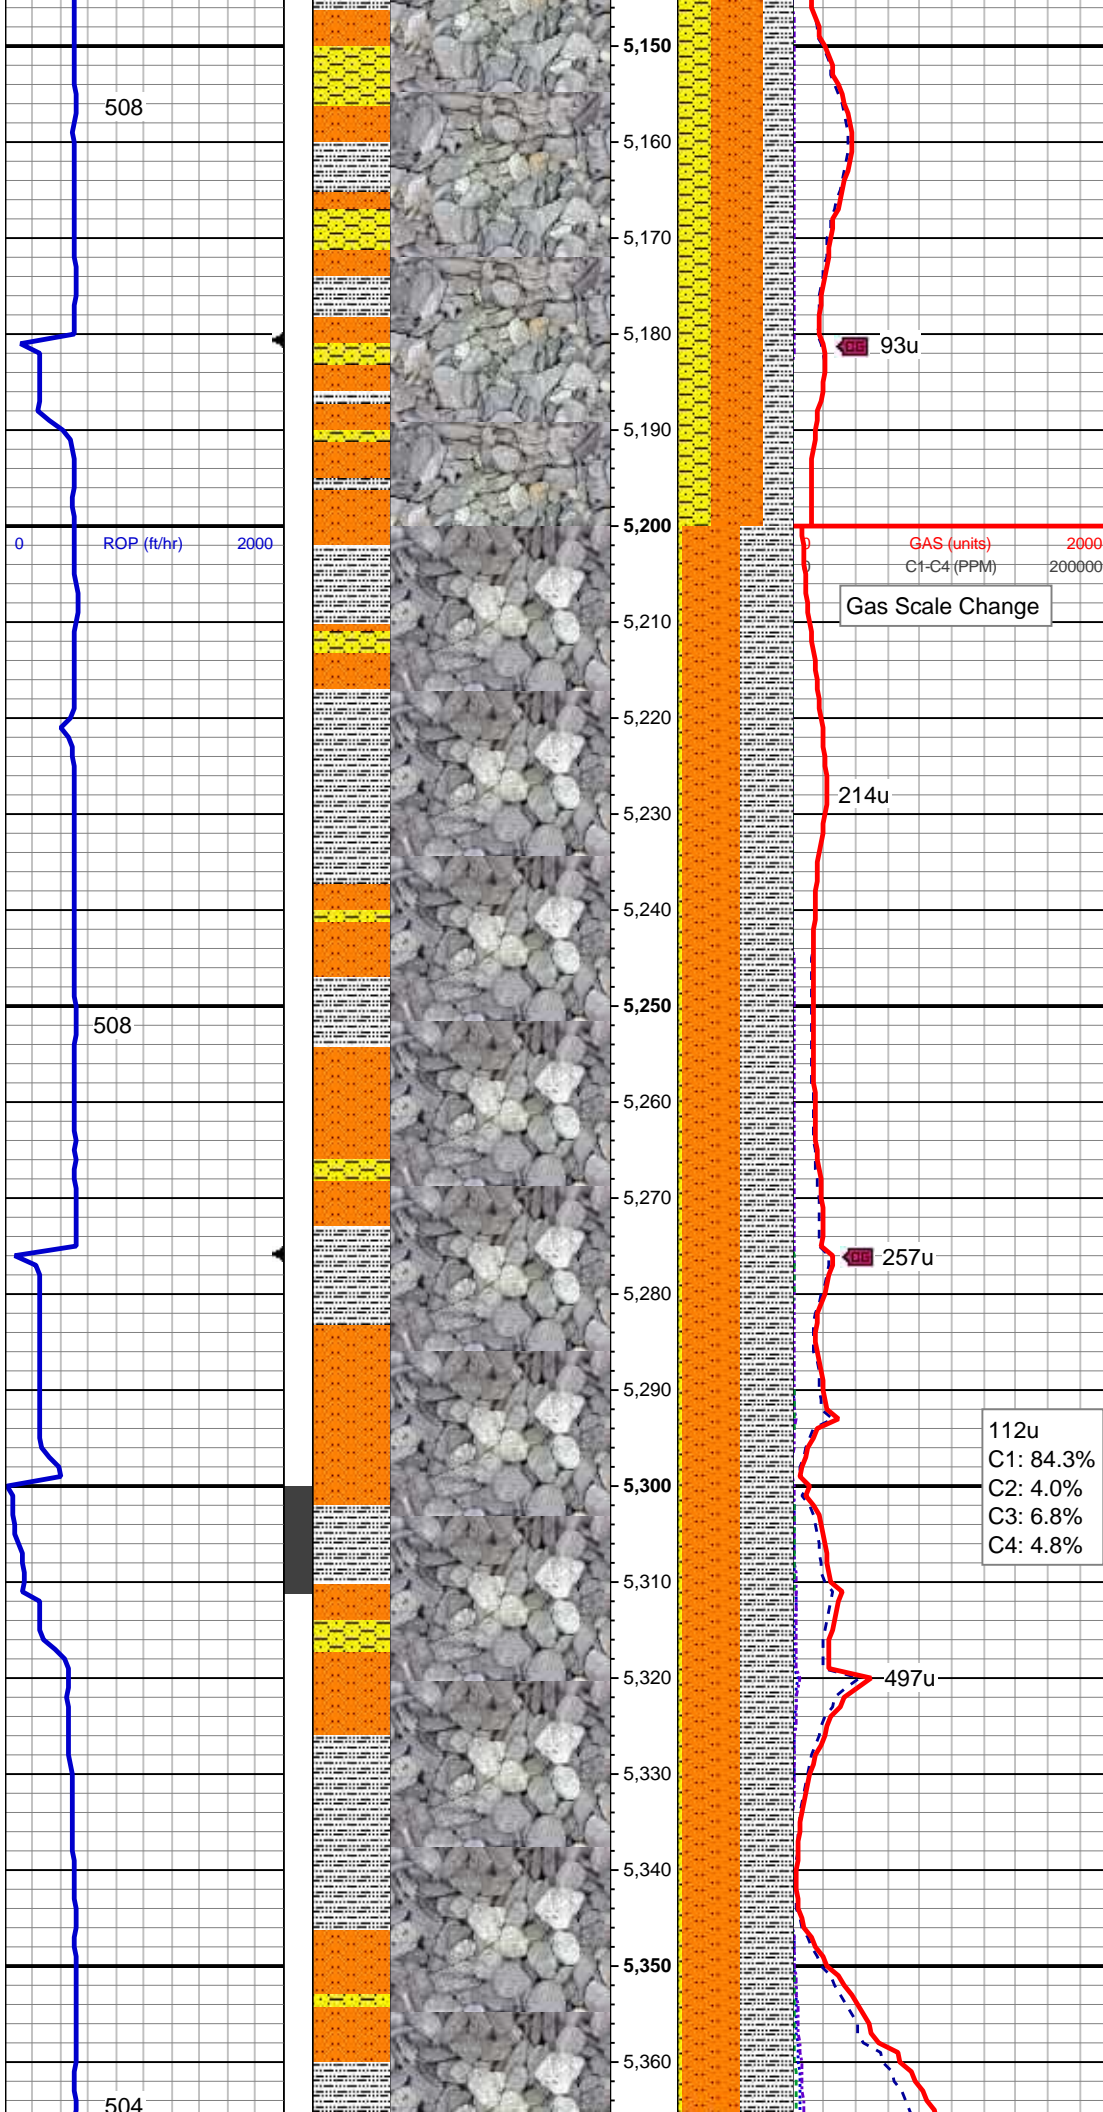 5,150
508
5,160
5,170
5,180
CG 93u
5,190
5,200
0 ROP (ft/hr) 2000
0 GAS (units) 2000
0 C1-C4 (PPM) 200000
Gas Scale Change
5,210
5,220
214u
5,230
5,240
5,250
508
5,260
5,270
CG 257u
5,280
5,290
112u
C1: 84.3%
C2: 4.0%
C3: 6.8%
C4: 4.8%
5,300
5,310
5,320
497u
5,330
5,340
5,350
5,360
504